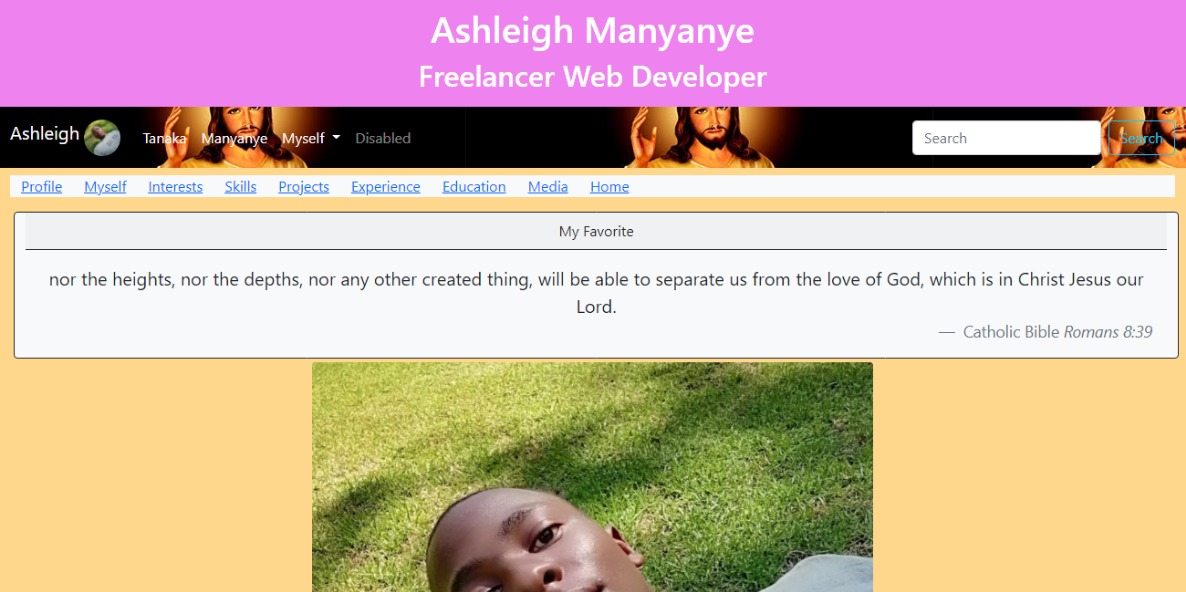 Ashleigh Manyanye
Freelancer Web Developer
Ashleigh Tanaka Manyanye Myself Disabled Search Search
Profile Myself Interests Skills Projects Experience Education Media Home
My Favorite
nor the heights, nor the depths, nor any other created thing, will be able to separate us from the love of God, which is in Christ Jesus our
Lord.
— Catholic Bible Romans 8:39